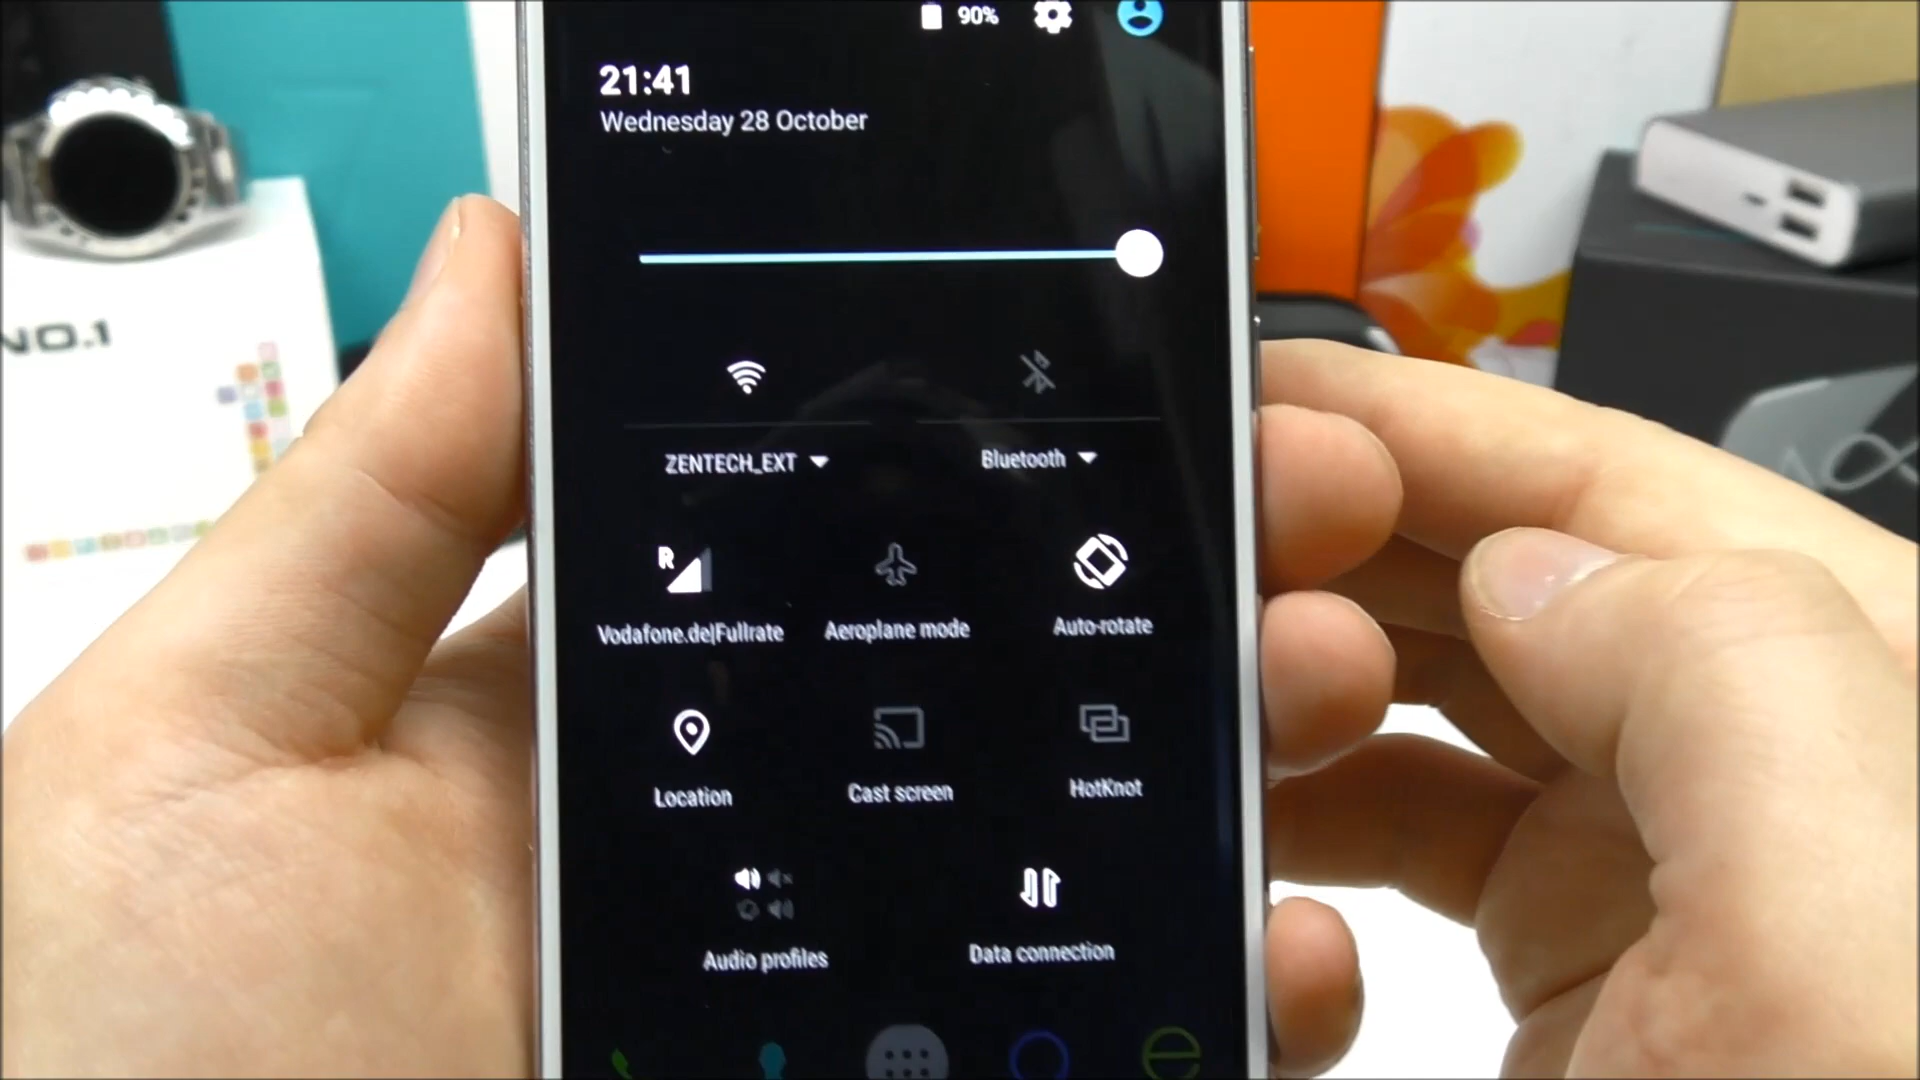 90%
21:41
Wednesday 28 October
NO.1
ZENTECH_EXT
Bluetooth
R
Vodafone.de|Fullrate
Aeroplane mode
Auto-rotate
Location
Cast screen
HotKnot
Audio profiles
Data connection